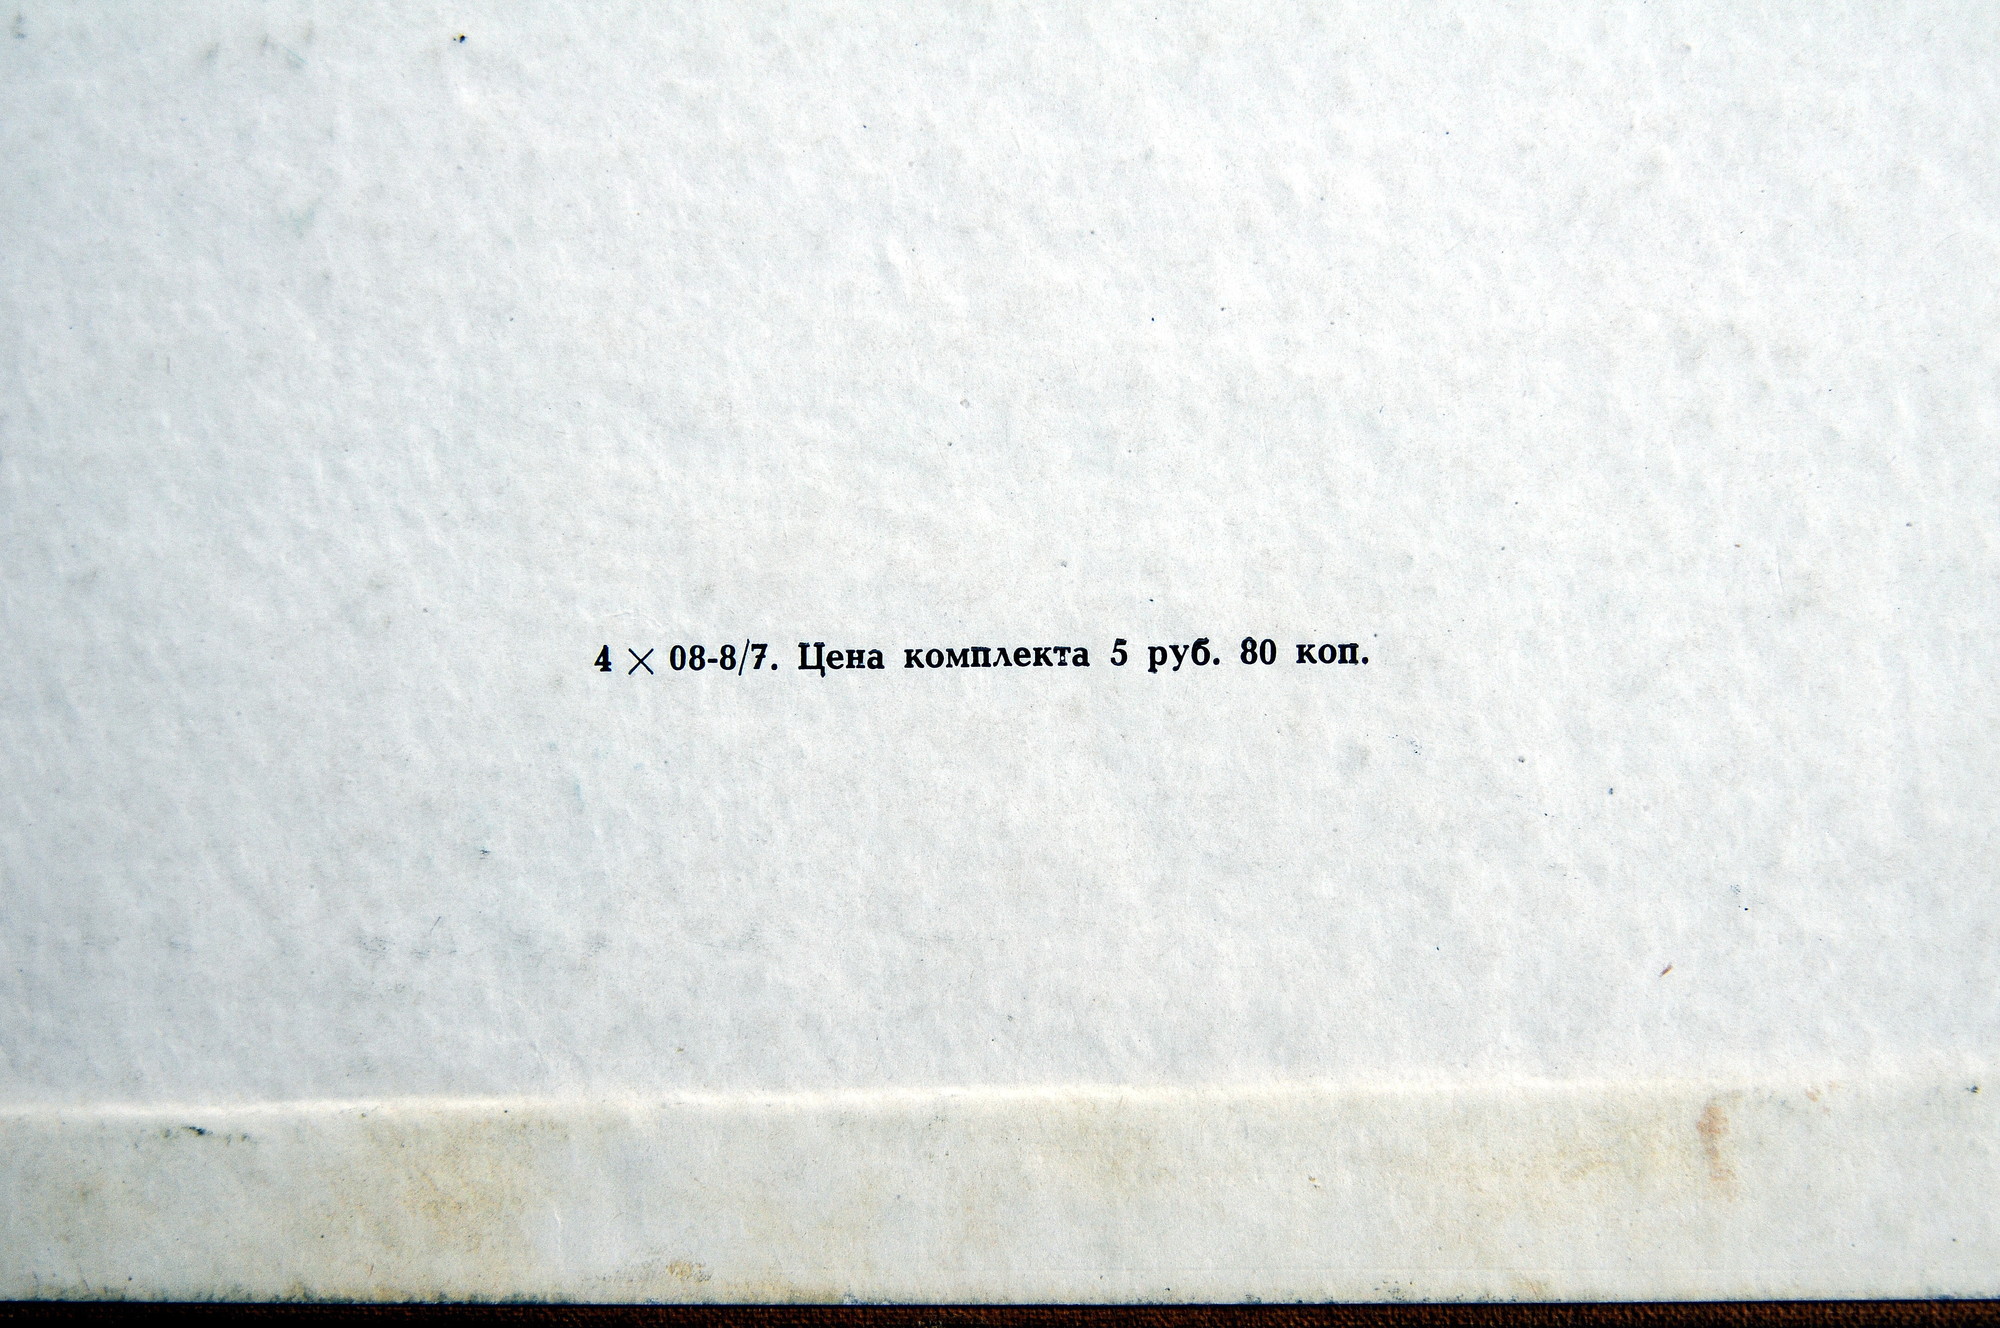 4 × 08-8/7. Цена комплекта 5 руб. 80 коп.